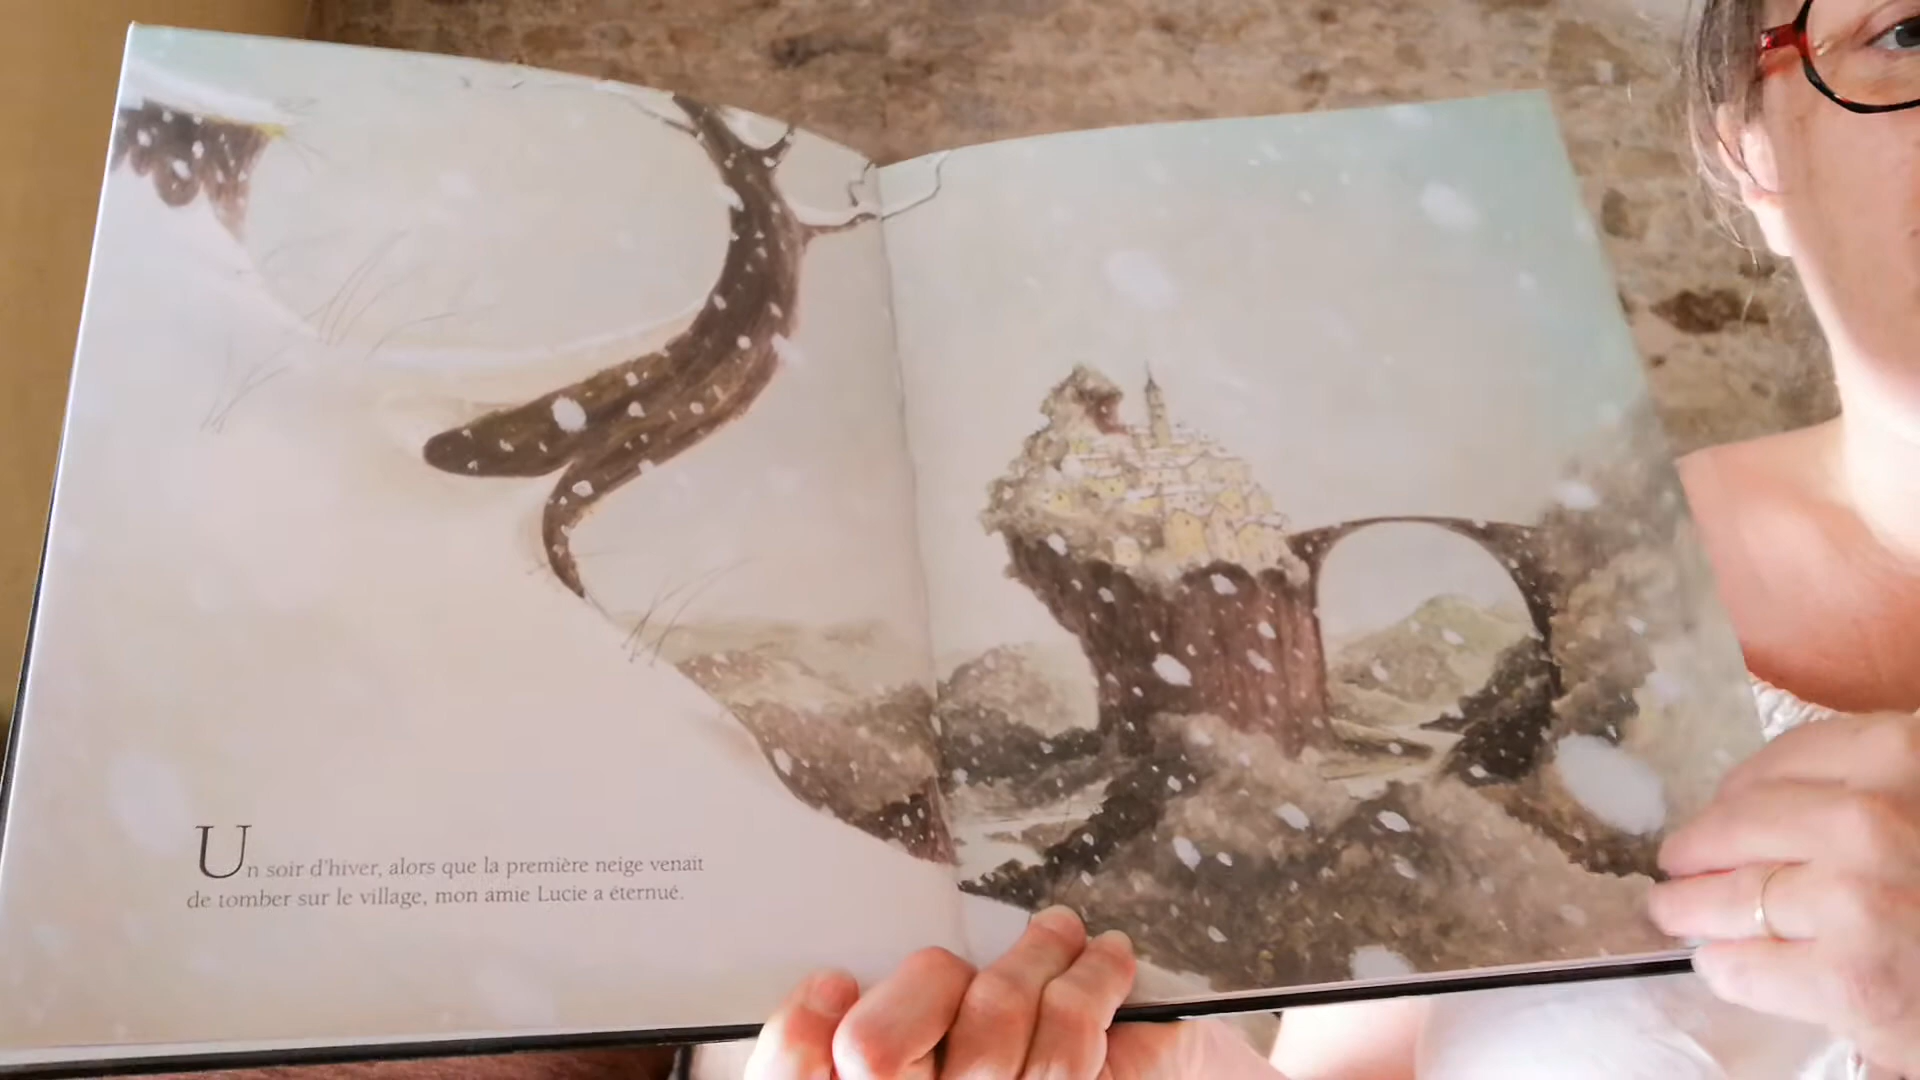 Un soir d'hiver, alors que la première neige venait
de tomber sur le village, mon amie Lucie a éternué.